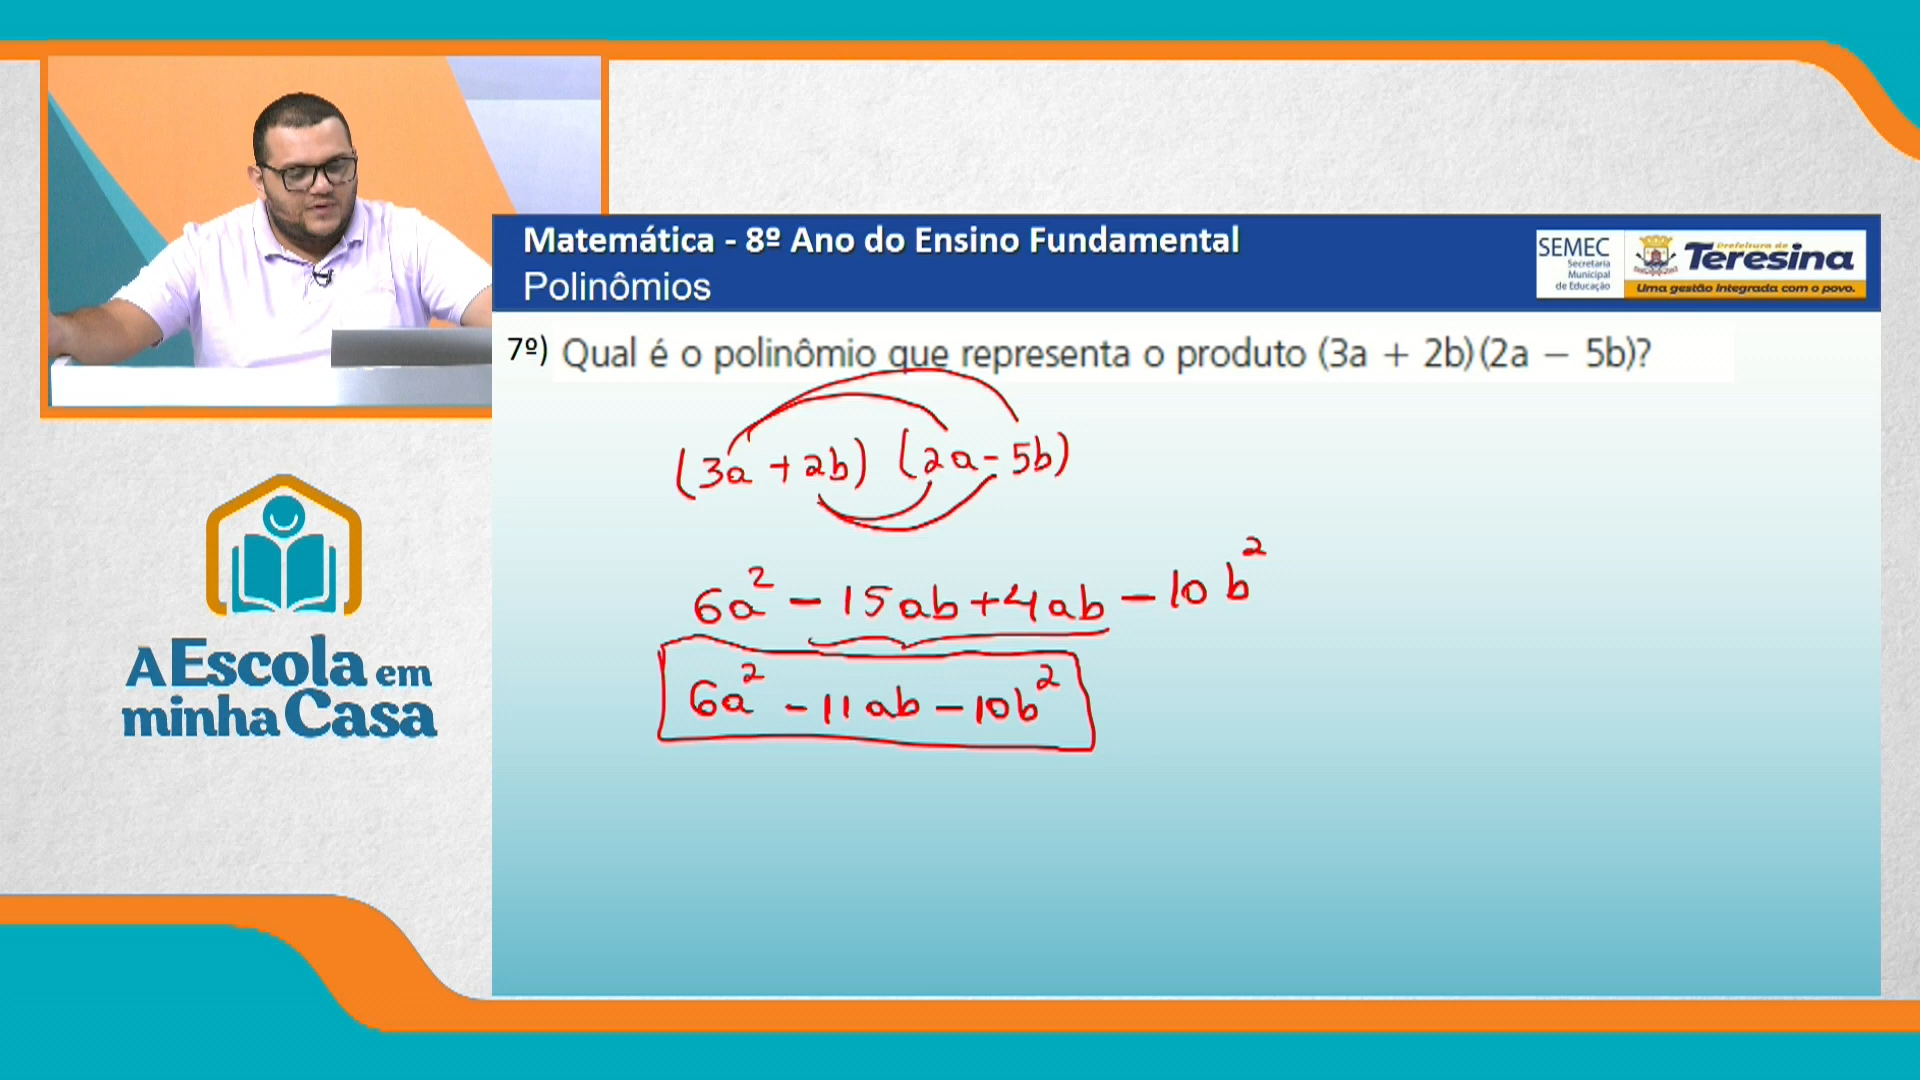 Matemática - 8º Ano do Ensino Fundamental
Polinômios
SEMEC
Secretaria
Municipal
de Educação
Prefeitura de
Teresina
Uma gestão integrada com o povo.
7º) Qual é o polinômio que representa o produto (3a + 2b)(2a − 5b)?
(3a + 2b) (2a - 5b)
6a² - 15ab + 4ab - 10b²
6a² - 11ab - 10b²
A Escola em
minha Casa